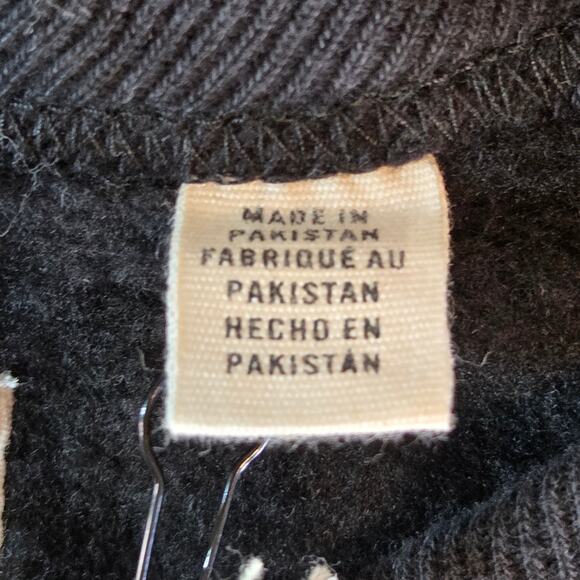 MADE IN
PAKISTAN
FABRIQUÉ AU
PAKISTAN
HECHO EN
PAKISTÁN